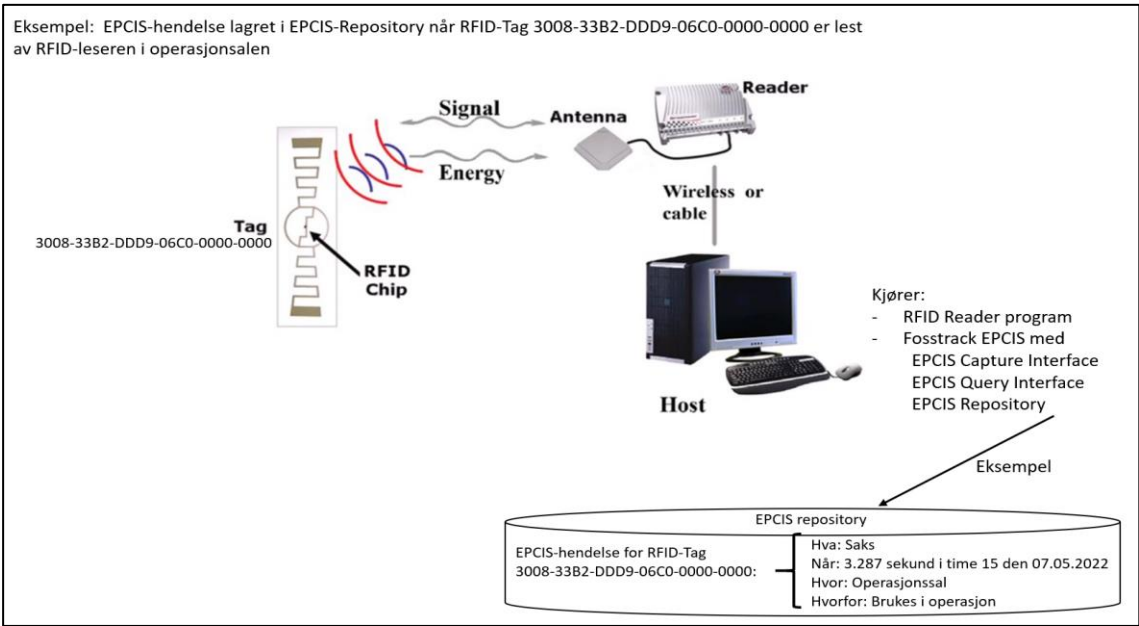 Eksempel: EPCIS-hendelse lagret i EPCIS-Repository når RFID-Tag 3008-33B2-DDD9-06C0-0000-0000 er lest
av RFID-leseren i operasjonsalen
Signal
Energy
Antenna
Reader
Wireless or
cable
Tag
3008-33B2-DDD9-06C0-0000-0000
RFID
Chip
Host
Kjører:
- RFID Reader program
- Fosstrack EPCIS med
EPCIS Capture Interface
EPCIS Query Interface
EPCIS Repository
Eksempel
EPCIS repository
EPCIS-hendelse for RFID-Tag
3008-33B2-DDD9-06C0-0000-0000:
Hva: Saks
Når: 3.287 sekund i time 15 den 07.05.2022
Hvor: Operasjonssal
Hvorfor: Brukes i operasjon